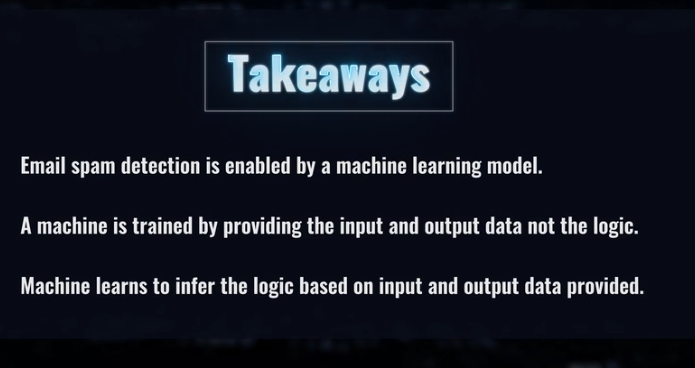 Takeaways
Email spam detection is enabled by a machine learning model.
A machine is trained by providing the input and output data not the logic.
Machine learns to infer the logic based on input and output data provided.